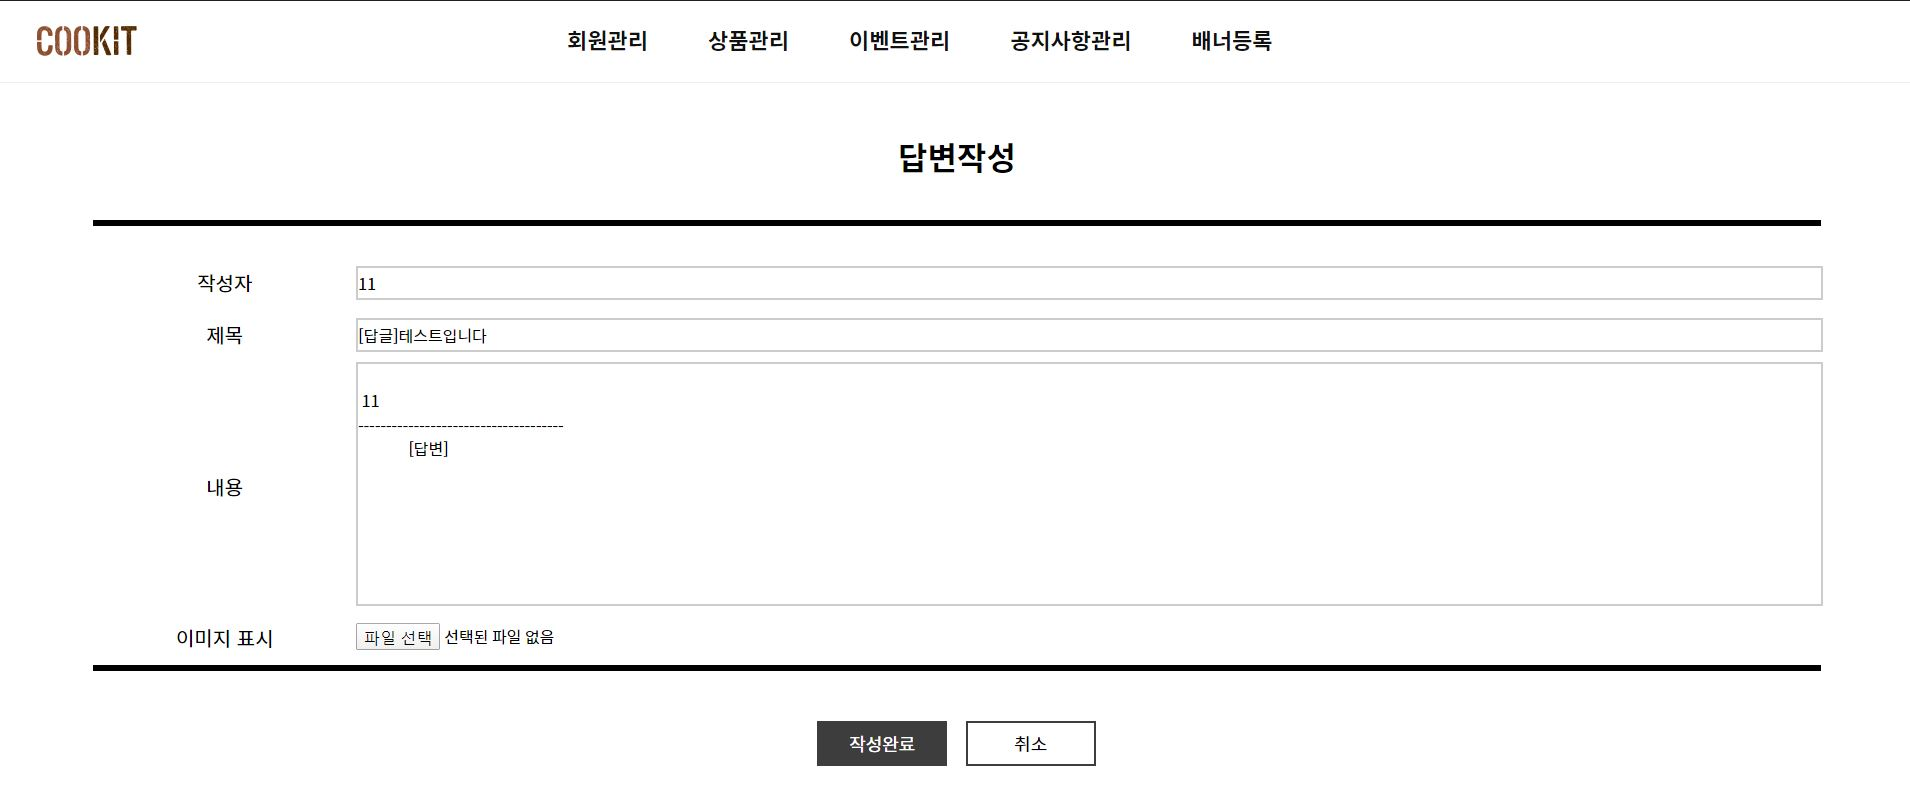 COOKIT 회원관리 상품관리 이벤트관리 공지사항관리 배너등록
답변작성
작성자 11
제목 [답글]테스트입니다
내용
11
-------------------------------------
[답변]
이미지 표시 파일 선택 선택된 파일 없음
작성완료 취소